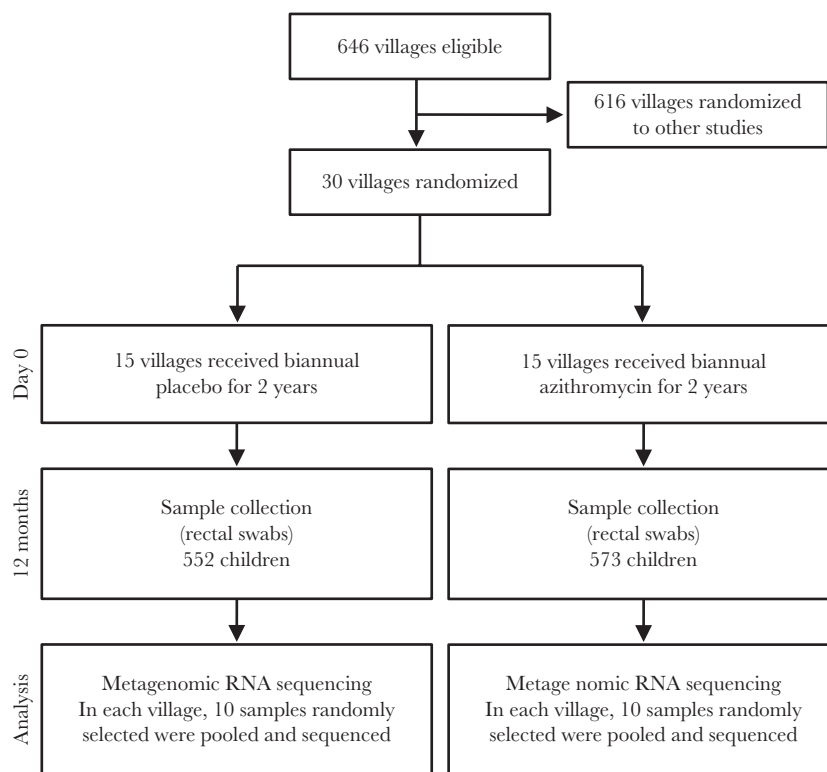 646 villages eligible
616 villages randomized
to other studies
30 villages randomized
Day 0
15 villages received biannual
placebo for 2 years
15 villages received biannual
azithromycin for 2 years
12 months
Sample collection
(rectal swabs)
552 children
Sample collection
(rectal swabs)
573 children
Analysis
Metagenomic RNA sequencing
In each village, 10 samples randomly
selected were pooled and sequenced
Metage nomic RNA sequencing
In each village, 10 samples randomly
selected were pooled and sequenced